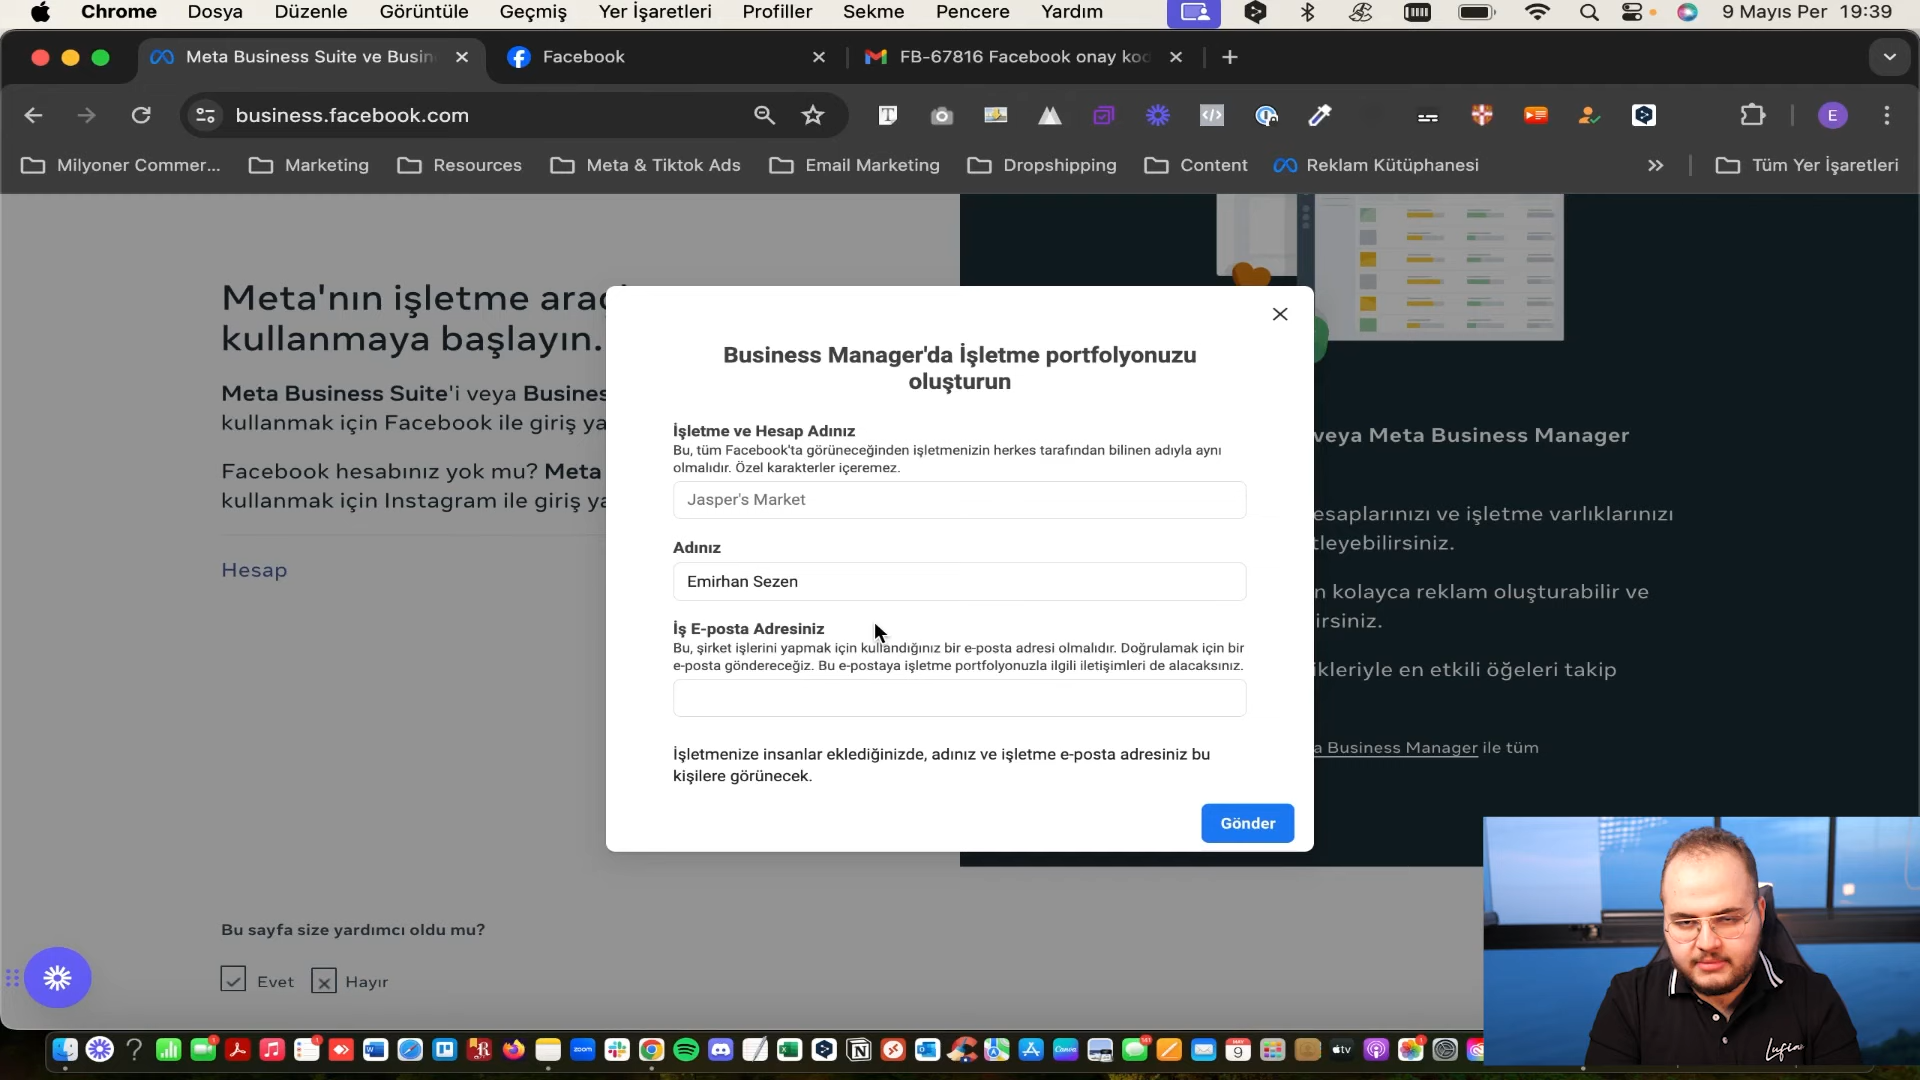 Chrome Dosya Düzenle Görüntüle Geçmiş Yer İşaretleri Profiller Sekme Pencere Yardım 9 Mayıs Per 19:39
Meta Business Suite ve Busin
Facebook
FB-67816 Facebook onay kod
business.facebook.com
E
Milyoner Commer...
Marketing
Resources
Meta & Tiktok Ads
Email Marketing
Dropshipping
Content
Reklam Kütüphanesi
Tüm Yer İşaretleri
Meta'nın işletme araç
kullanmaya başlayın.
Meta Business Suite'i veya Busines
kullanmak için Facebook ile giriş ya
Facebook hesabınız yok mu? Meta
kullanmak için Instagram ile giriş ya
Hesap
Business Manager'da İşletme portfolyonuzu
oluşturun
İşletme ve Hesap Adınız
Bu, tüm Facebook'ta görüneceğinden işletmenizin herkes tarafından bilinen adıyla aynı
olmalıdır. Özel karakterler içeremez.
Jasper's Market
Adınız
Emirhan Sezen
İş E-posta Adresiniz
Bu, şirket işlerini yapmak için kullandığınız bir e-posta adresi olmalıdır. Doğrulamak için bir
e-posta göndereceğiz. Bu e-postaya işletme portfolyonuzla ilgili iletişimleri de alacaksınız.
İşletmenize insanlar eklediğinizde, adınız ve işletme e-posta adresiniz bu
kişilere görünecek.
Gönder
veya Meta Business Manager
esaplarınızı ve işletme varlıklarınızı
tleyebilirsiniz.
n kolayca reklam oluşturabilir ve
irsiniz.
ikleriyle en etkili öğeleri takip
a Business Manager ile tüm
Bu sayfa size yardımcı oldu mu?
Evet
Hayır
Lufian